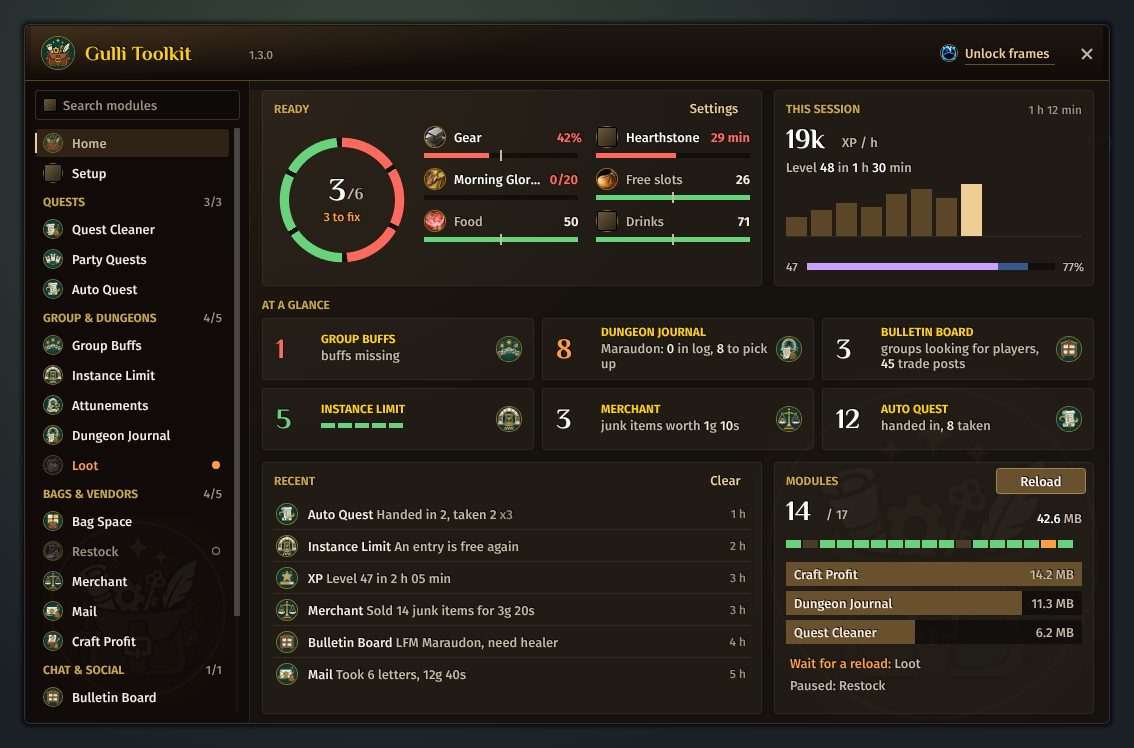 Gulli Toolkit
1.3.0
Unlock frames
Search modules
Home
Setup
QUESTS 3/3
Quest Cleaner
Party Quests
Auto Quest
GROUP & DUNGEONS 4/5
Group Buffs
Instance Limit
Attunements
Dungeon Journal
Loot
BAGS & VENDORS 4/5
Bag Space
Restock
Merchant
Mail
Craft Profit
CHAT & SOCIAL 1/1
Bulletin Board
READY
Settings
3/6
3 to fix
Gear 42%
Hearthstone 29 min
Morning Glor... 0/20
Free slots 26
Food 50
Drinks 71
THIS SESSION
1 h 12 min
19k XP / h
Level 48 in 1 h 30 min
47 77%
AT A GLANCE
1
GROUP BUFFS
buffs missing
8
DUNGEON JOURNAL
Maraudon: 0 in log, 8 to pick
up
3
BULLETIN BOARD
groups looking for players,
45 trade posts
5
INSTANCE LIMIT
3
MERCHANT
junk items worth 1g 10s
12
AUTO QUEST
handed in, 8 taken
RECENT
Clear
Auto Quest Handed in 2, taken 2 x3 1 h
Instance Limit An entry is free again 2 h
XP Level 47 in 2 h 05 min 3 h
Merchant Sold 14 junk items for 3g 20s 3 h
Bulletin Board LFM Maraudon, need healer 4 h
Mail Took 6 letters, 12g 40s 5 h
MODULES
Reload
14 / 17
42.6 MB
Craft Profit 14.2 MB
Dungeon Journal 11.3 MB
Quest Cleaner 6.2 MB
Wait for a reload: Loot
Paused: Restock